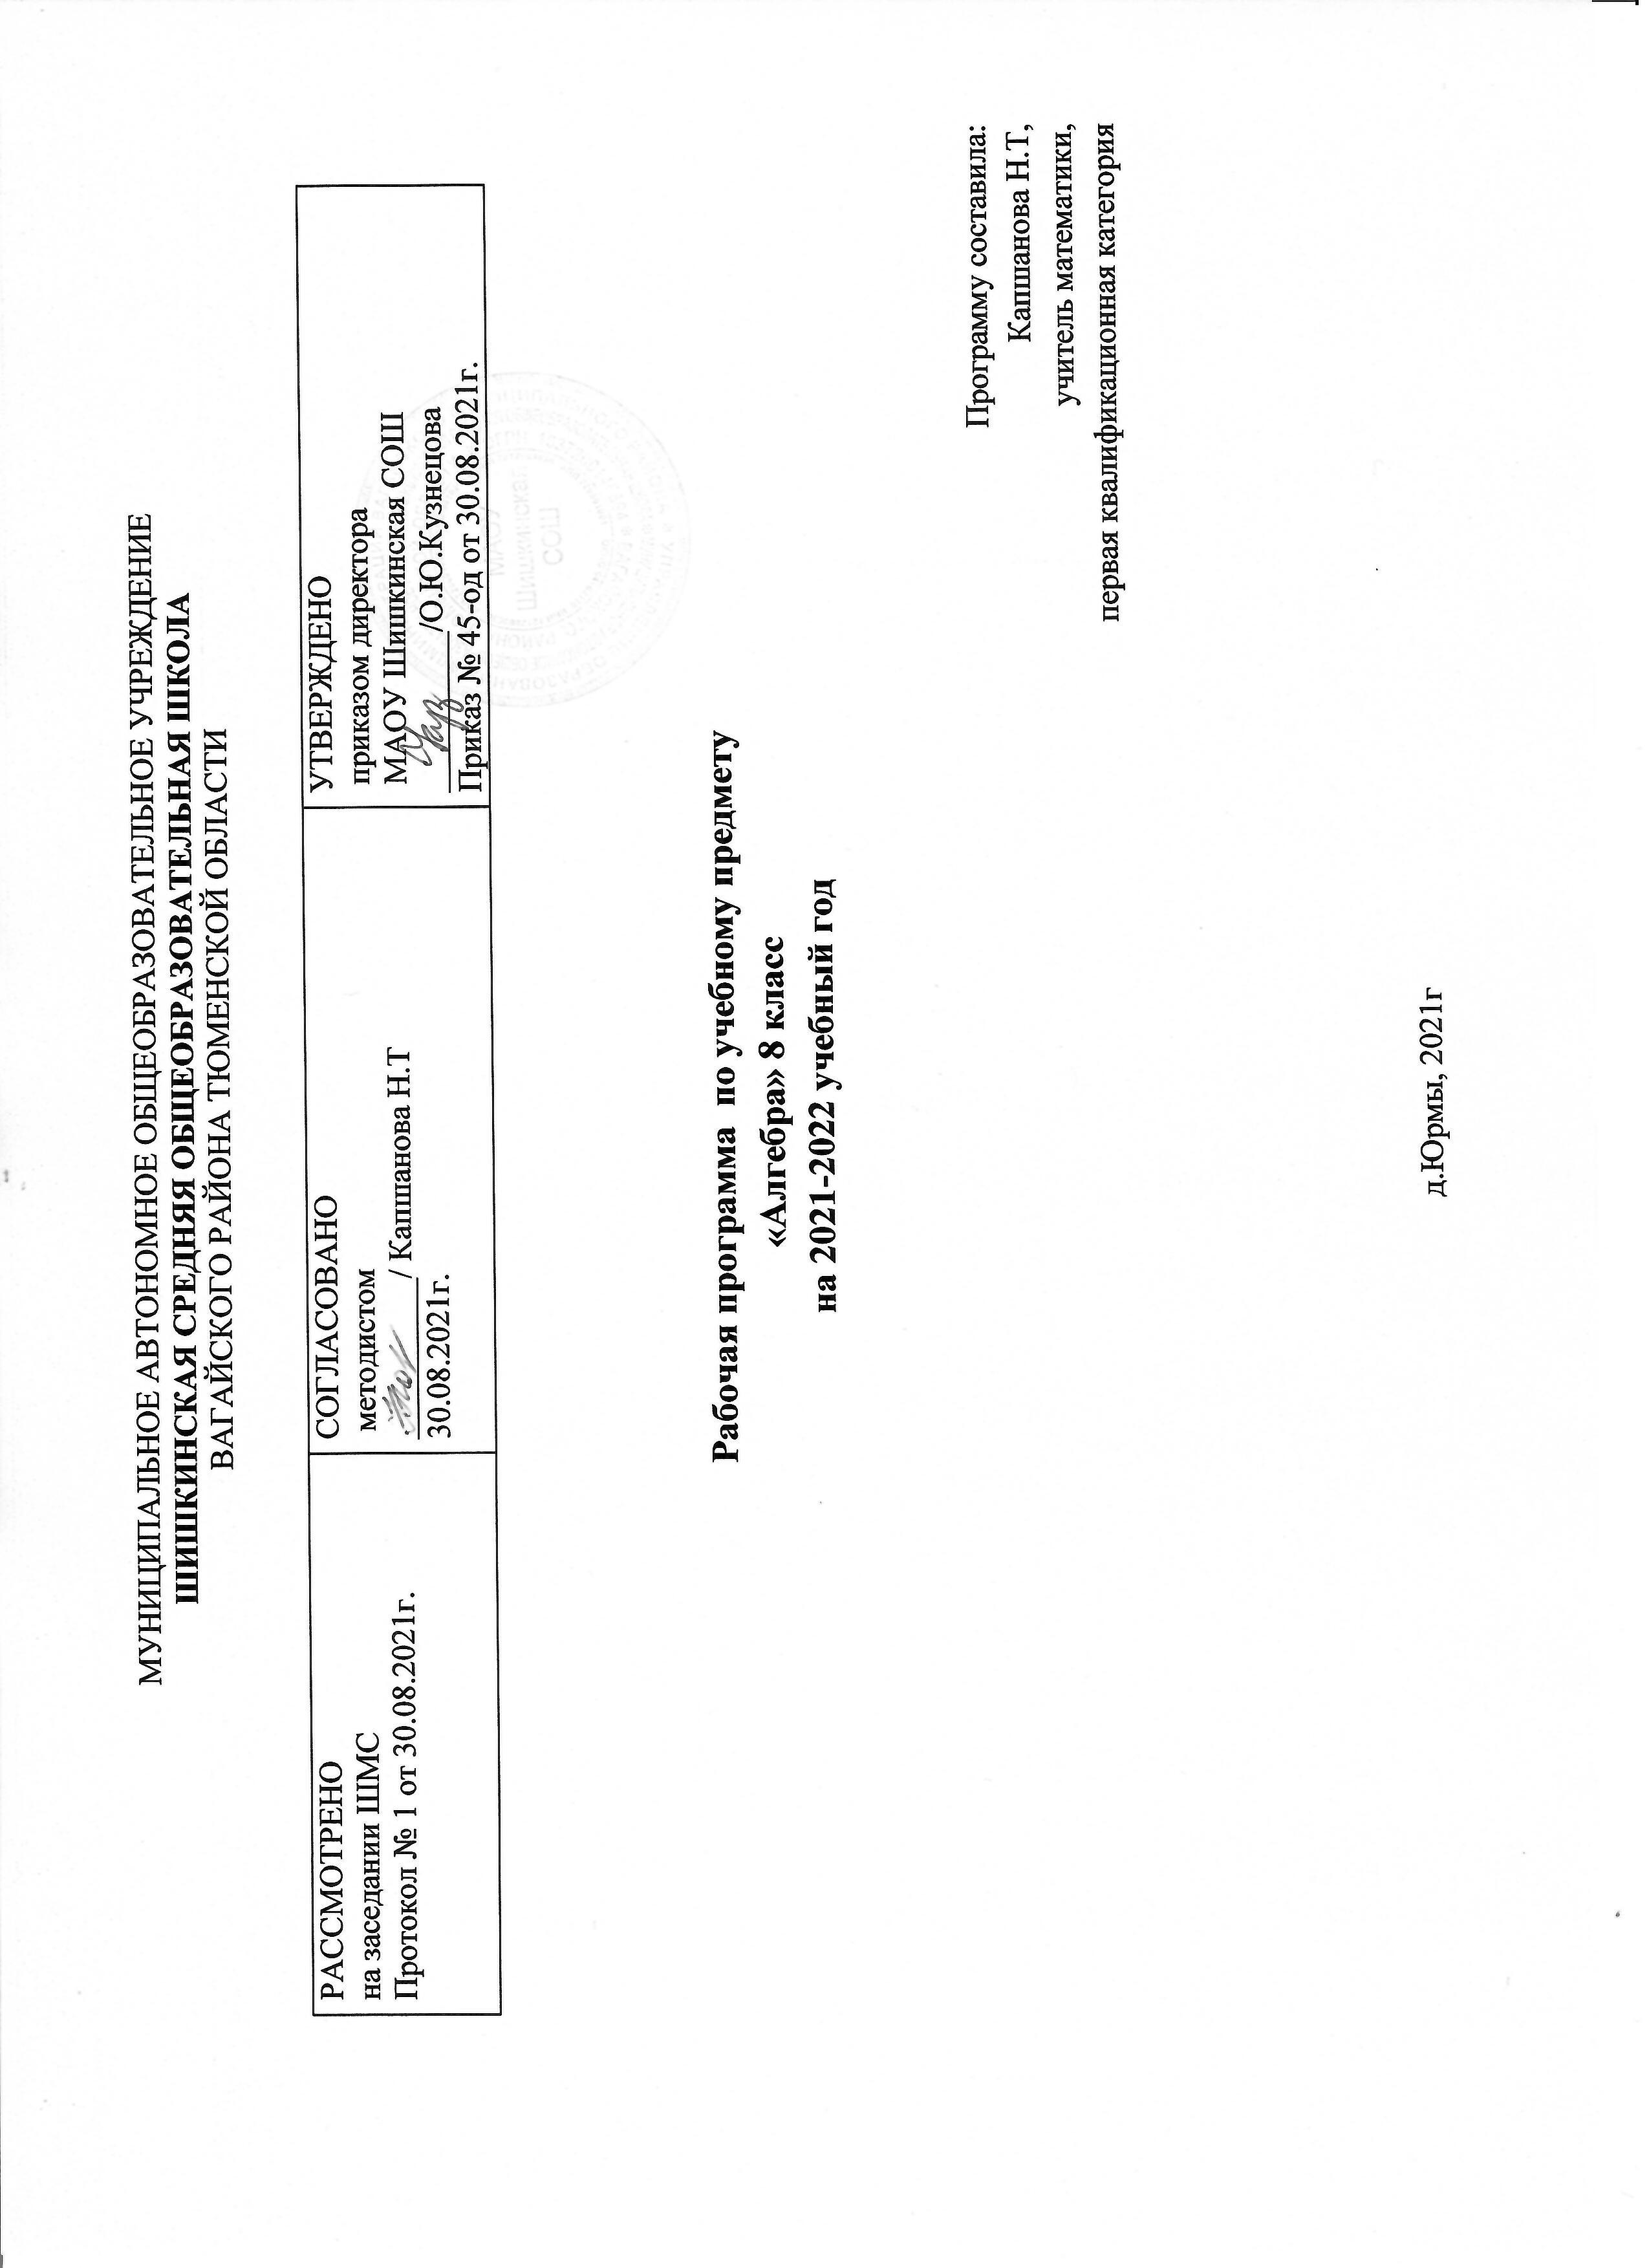 МУНИЦИПАЛЬНОЕ АВТОНОМНОЕ ОБЩЕОБРАЗОВАТЕЛЬНОЕ УЧРЕЖДЕНИЕ
ШИШКИНСКАЯ СРЕДНЯЯ ОБЩЕОБРАЗОВАТЕЛЬНАЯ ШКОЛА
ВАГАЙСКОГО РАЙОНА ТЮМЕНСКОЙ ОБЛАСТИ
РАССМОТРЕНО
на заседании ШМС
Протокол № 1 от 30.08.2021г.
СОГЛАСОВАНО
методистом
/ Капшанова Н.Т
30.08.2021г.
УТВЕРЖДЕНО
приказом директора
МАОУ Шишкинская СОШ
/О.Ю.Кузнецова
Приказ № 45-од от 30.08.2021г.
МАОУ
Шишкинская
СОШ
Рабочая программа по учебному предмету
«Алгебра» 8 класс
на 2021-2022 учебный год
Программу составила:
Капшанова Н.Т,
учитель математики,
первая квалификационная категория
д.Юрмы, 2021г